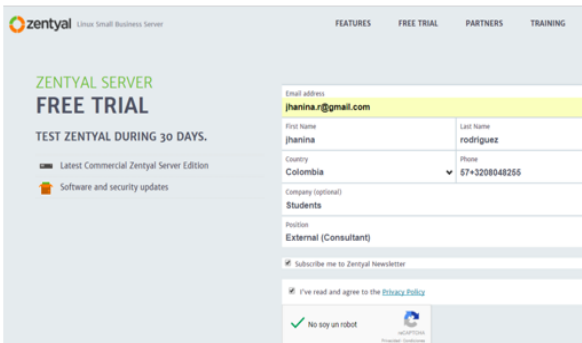 zentyal Linux Small Business Server
FEATURES FREE TRIAL PARTNERS TRAINING
ZENTYAL SERVER
FREE TRIAL
TEST ZENTYAL DURING 30 DAYS.
Latest Commercial Zentyal Server Edition
Software and security updates
Email address
jhanina.r@gmail.com
First Name
Last Name
jhanina
rodriguez
Country
Phone
Colombia
57+3208048255
Company (optional)
Students
Position
External (Consultant)
Subscribe me to Zentyal Newsletter
I've read and agree to the Privacy Policy
No soy un robot
reCAPTCHA
Privacidad - Condiciones